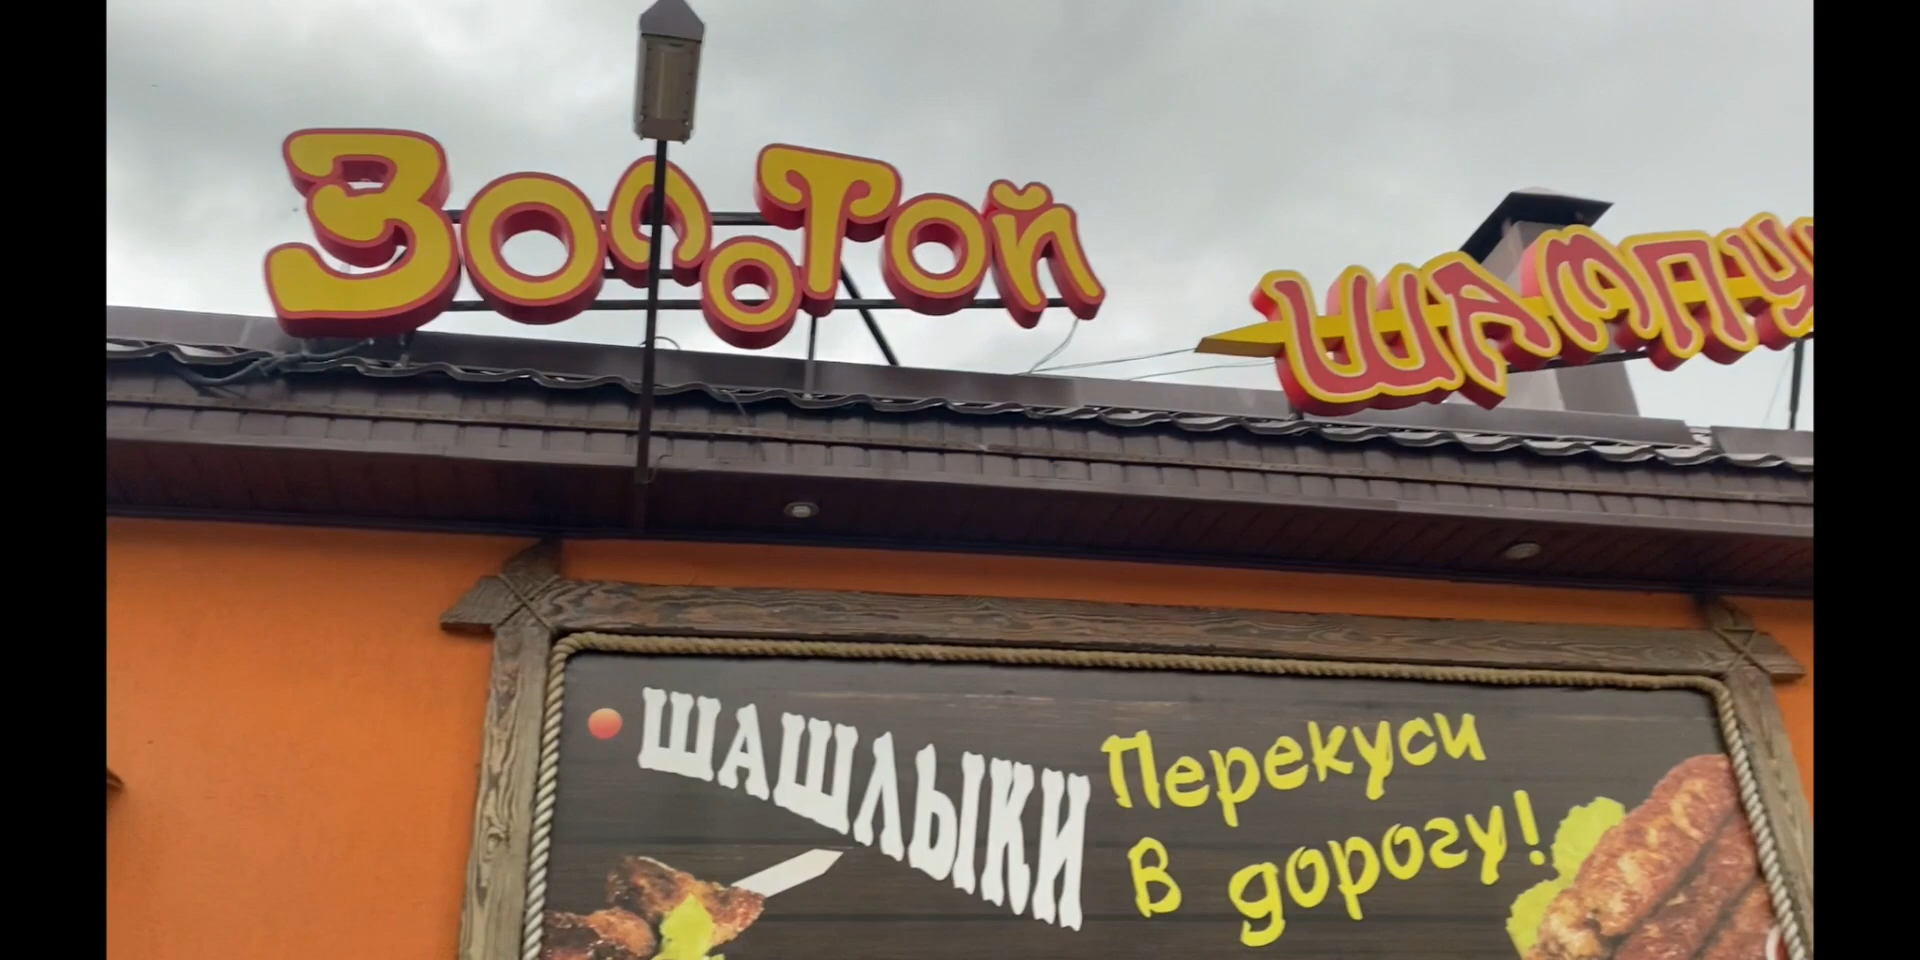 Золотой
ШАМПУ
ШАШЛЫКИ
Перекуси
В дорогу!